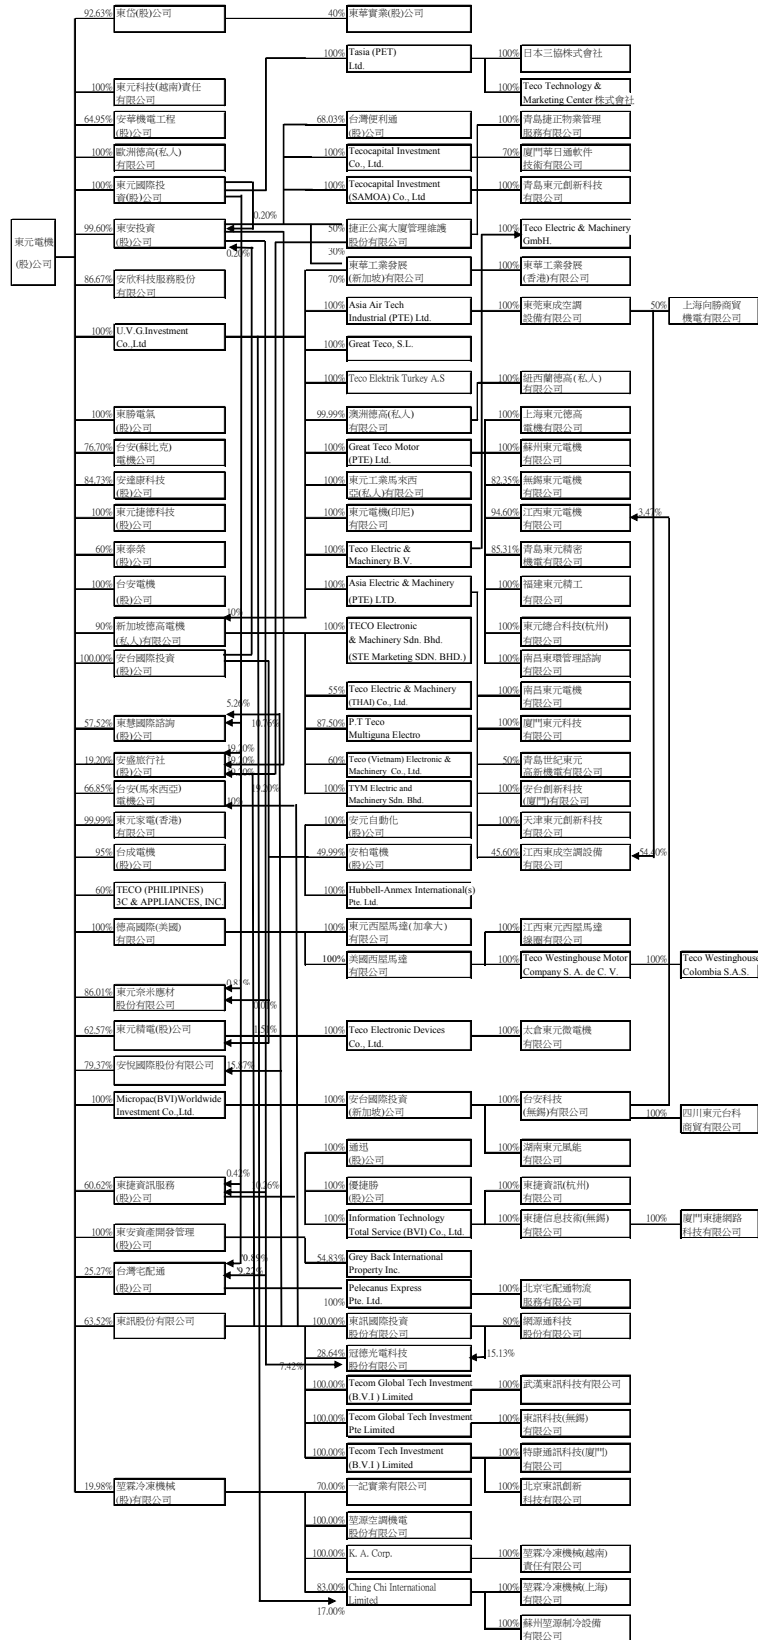 92.63% 東岱(股)公司
40% 東華實業(股)公司
100% Tasia (PET)
Ltd.
100% 日本三協株式會社
100% 東元科技(越南)責任
有限公司
100% Teco Technology &
Marketing Center 株式會社
64.95% 安華機電工程
(股)公司
68.03% 台灣便利通
(股)公司
100% 青島捷正物業管理
服務有限公司
100% 歐洲德高(私人)
有限公司
100% Tecocapital Investment
Co., Ltd.
70% 廈門華日通軟件
技術有限公司
100% 東元國際投
資(股)公司
100% Tecocapital Investment
(SAMOA) Co., Ltd
100% 青島東元創新科技
有限公司
0.20%
東元電機
(股)公司
99.60% 東安投資
(股)公司
0.20%
50% 捷正公寓大廈管理維護
股份有限公司
100% Teco Electric & Machinery
GmbH.
30%
70%
東華工業發展
(新加坡)有限公司
100% 東華工業發展
(香港)有限公司
86.67% 安欣科技服務股份
有限公司
100% Asia Air Tech
Industrial (PTE) Ltd.
100% 東莞東成空調
設備有限公司
50% 上海向勝商貿
機電有限公司
100% U.V.G.Investment
Co.,Ltd
100% Great Teco, S.L.
100% Teco Elektrik Turkey A.S
100% 紐西蘭德高(私人)
有限公司
100% 東勝電氣
(股)公司
99.99% 澳洲德高(私人)
有限公司
100% 上海東元德高
電機有限公司
76.70% 台安(蘇比克)
電機公司
100% Great Teco Motor
(PTE) Ltd.
100% 蘇州東元電機
有限公司
84.73% 安達康科技
(股)公司
100% 東元工業馬來西
亞(私人)有限公司
82.35% 無錫東元電機
有限公司
100% 東元捷德科技
(股)公司
100% 東元電機(印尼)
有限公司
94.60% 江西東元電機
有限公司
3.47%
60% 東泰榮
(股)公司
100% Teco Electric &
Machinery B.V.
85.31% 青島東元精密
機電有限公司
100% 台安電機
(股)公司
100% Asia Electric & Machinery
(PTE) LTD.
100% 福建東元精工
有限公司
10%
90% 新加坡德高電機
(私人)有限公司
100% TECO Electronic
& Machinery Sdn. Bhd.
(STE Marketing SDN. BHD.)
100% 東元總合科技(杭州)
有限公司
100.00% 安台國際投資
(股)公司
100% 南昌東環管理諮詢
有限公司
55% Teco Electric & Machinery
(THAI) Co., Ltd.
100% 南昌東元電機
有限公司
5.26%
10.76%
57.52% 東慧國際諮詢
(股)公司
87.50% P.T Teco
Multiguna Electro
100% 廈門東元科技
有限公司
19.20% 安盛旅行社
(股)公司
19.20%
19.20%
19.20%
19.20%
60% Teco (Vietnam) Electronic &
Machinery Co., Ltd.
50% 青島世紀東元
高新機電有限公司
66.85% 台安(馬來西亞)
電機公司
10%
100% TYM Electric and
Machinery Sdn. Bhd.
100% 安台創新科技
(廈門)有限公司
99.99% 東元家電(香港)
有限公司
100% 安元自動化
(股)公司
100% 天津東元創新科技
有限公司
95% 台成電機
(股)公司
49.99% 安柏電機
(股)公司
45.60% 江西東成空調設備
有限公司
54.40%
60% TECO (PHILIPINES)
3C & APPLIANCES, INC.
100% Hubbell-Anmex International(s)
Pte. Ltd.
100% 德高國際(美國)
有限公司
100% 東元西屋馬達(加拿大)
有限公司
100% 江西東元西屋馬達
線圈有限公司
100% 美國西屋馬達
有限公司
100% Teco Westinghouse Motor
Company S. A. de C. V.
100% Teco Westinghouse
Colombia S.A.S.
86.01% 東元奈米應材
股份有限公司
62.57% 東元精電(股)公司
100% Teco Electronic Devices
Co., Ltd.
100% 太倉東元微電機
有限公司
79.37% 安悅國際股份有限公司
15.87%
100% Micropac(BVI)Worldwide
Investment Co.,Ltd.
100% 安台國際投資
(新加坡)公司
100% 台安科技
(無錫)有限公司
100% 四川東元台科
商貿有限公司
100% 通迅
(股)公司
100% 湖南東元風能
有限公司
60.62% 東捷資訊服務
(股)公司
0.42%
0.26%
100% 優捷勝
(股)公司
100% 東捷資訊(杭州)
有限公司
100% Information Technology
Total Service (BVI) Co., Ltd.
100% 東捷信息技術(無錫)
有限公司
100% 廈門東捷網路
科技有限公司
100% 東安資產開發管理
(股)公司
54.83% Grey Back International
Property Inc.
25.27% 台灣宅配通
(股)公司
100% Pelecanus Express
Pte. Ltd.
100% 北京宅配通物流
服務有限公司
63.52% 東訊股份有限公司
100.00% 東訊國際投資
股份有限公司
80% 網源通科技
股份有限公司
28.64% 冠德光電科技
股份有限公司
7.42%
15.13%
100.00% Tecom Global Tech Investment
(B.V.I ) Limited
100% 武漢東訊科技有限公司
100.00% Tecom Global Tech Investment
Pte Limited
100% 東訊科技(無錫)
有限公司
100.00% Tecom Tech Investment
(B.V.I ) Limited
100% 特康通訊科技(廈門)
有限公司
19.98% 堃霖冷凍機械
(股)有限公司
70.00% 一記實業有限公司
100% 北京東訊創新
科技有限公司
100.00% 堃源空調機電
股份有限公司
100.00% K. A. Corp.
100% 堃霖冷凍機械(越南)
責任有限公司
83.00% Ching Chi International
Limited
17.00%
100% 堃霖冷凍機械(上海)
有限公司
100% 蘇州堃源制冷設備
有限公司